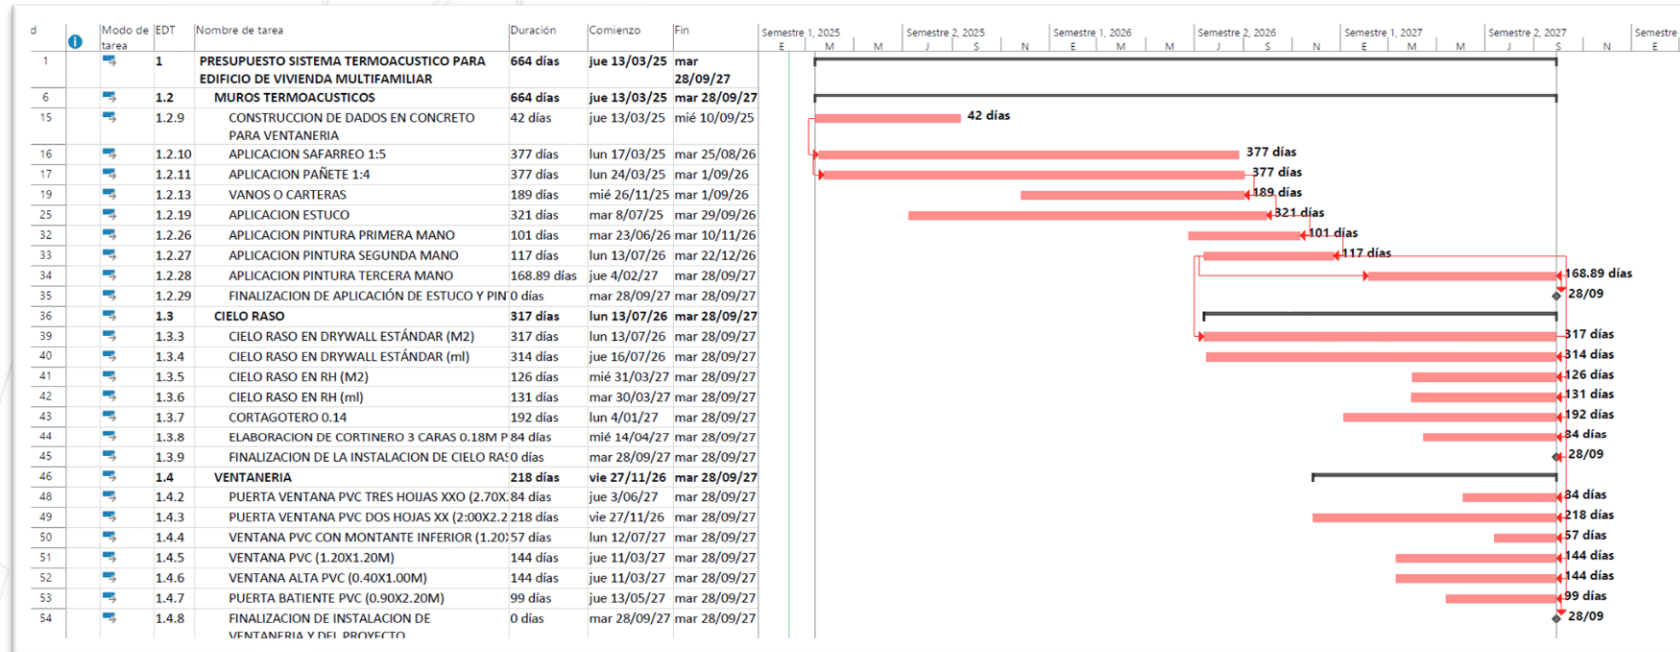 d Modo de EDT Nombre de tarea Duración Comienzo Fin Semestre 1, 2025 Semestre 2, 2025 Semestre 1, 2026 Semestre 2, 2026 Semestre 1, 2027 Semestre 2, 2027 Semestre
tarea E M M J S N E M M J S N E M M J S N E
1 1 PRESUPUESTO SISTEMA TERMOACUSTICO PARA 664 días jue 13/03/25 mar
EDIFICIO DE VIVIENDA MULTIFAMILIAR 28/09/27
6 1.2 MUROS TERMOACUSTICOS 664 días jue 13/03/25 mar 28/09/27
15 1.2.9 CONSTRUCCION DE DADOS EN CONCRETO 42 días jue 13/03/25 mié 10/09/25 42 días
PARA VENTANERIA
16 1.2.10 APLICACION SAFARREO 1:5 377 días lun 17/03/25 mar 25/08/26 377 días
17 1.2.11 APLICACION PAÑETE 1:4 377 días lun 24/03/25 mar 1/09/26 377 días
19 1.2.13 VANOS O CARTERAS 189 días mié 26/11/25 mar 1/09/26 189 días
25 1.2.19 APLICACION ESTUCO 321 días mar 8/07/25 mar 29/09/26 321 días
32 1.2.26 APLICACION PINTURA PRIMERA MANO 101 días mar 23/06/26 mar 10/11/26 101 días
33 1.2.27 APLICACION PINTURA SEGUNDA MANO 117 días lun 13/07/26 mar 22/12/26 117 días
34 1.2.28 APLICACION PINTURA TERCERA MANO 168.89 días jue 4/02/27 mar 28/09/27 168.89 días
35 1.2.29 FINALIZACION DE APLICACIÓN DE ESTUCO Y PIN 0 días mar 28/09/27 mar 28/09/27 28/09
36 1.3 CIELO RASO 317 días lun 13/07/26 mar 28/09/27
39 1.3.3 CIELO RASO EN DRYWALL ESTÁNDAR (M2) 317 días lun 13/07/26 mar 28/09/27 317 días
40 1.3.4 CIELO RASO EN DRYWALL ESTÁNDAR (ml) 314 días jue 16/07/26 mar 28/09/27 314 días
41 1.3.5 CIELO RASO EN RH (M2) 126 días mié 31/03/27 mar 28/09/27 126 días
42 1.3.6 CIELO RASO EN RH (ml) 131 días mar 30/03/27 mar 28/09/27 131 días
43 1.3.7 CORTAGOTERO 0.14 192 días lun 4/01/27 mar 28/09/27 192 días
44 1.3.8 ELABORACION DE CORTINERO 3 CARAS 0.18M P 84 días mié 14/04/27 mar 28/09/27 84 días
45 1.3.9 FINALIZACION DE LA INSTALACION DE CIELO RAS 0 días mar 28/09/27 mar 28/09/27 28/09
46 1.4 VENTANERIA 218 días vie 27/11/26 mar 28/09/27
48 1.4.2 PUERTA VENTANA PVC TRES HOIJAS XXO (2.70X. 84 días jue 3/06/27 mar 28/09/27 84 días
49 1.4.3 PUERTA VENTANA PVC DOS HOJAS XX (2:00X2.2 218 días vie 27/11/26 mar 28/09/27 218 días
50 1.4.4 VENTANA PVC CON MONTANTE INFERIOR (1.20X 57 días lun 12/07/27 mar 28/09/27 57 días
51 1.4.5 VENTANA PVC (1.20X1.20M) 144 días jue 11/03/27 mar 28/09/27 144 días
52 1.4.6 VENTANA ALTA PVC (0.40X1.00M) 144 días jue 11/03/27 mar 28/09/27 144 días
53 1.4.7 PUERTA BATIENTE PVC (0.90X2.20M) 99 días jue 13/05/27 mar 28/09/27 99 días
54 1.4.8 FINALIZACION DE INSTALACION DE 0 días mar 28/09/27 mar 28/09/27 28/09
VENTANERIA Y DEL PROYECTO